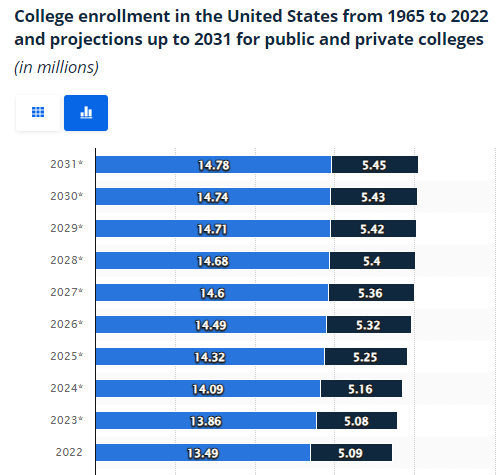 College enrollment in the United States from 1965 to 2022
and projections up to 2031 for public and private colleges
(in millions)
2031* 14.78 5.45
2030* 14.74 5.43
2029* 14.71 5.42
2028* 14.68 5.4
2027* 14.6 5.36
2026* 14.49 5.32
2025* 14.32 5.25
2024* 14.09 5.16
2023* 13.86 5.08
2022 13.49 5.09